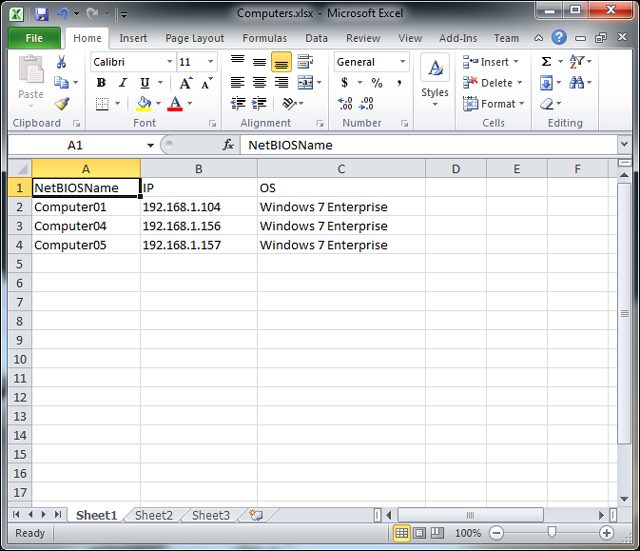 Computers.xlsx - Microsoft Excel
File Home Insert Page Layout Formulas Data Review View Add-Ins Team
Calibri 11 General Insert
Paste B I U $ % , Styles Delete
A A Format
Clipboard Font Alignment Number Cells Editing
A1 fx NetBIOSName
A B C D E F
1 NetBIOSName IP OS
2 Computer01 192.168.1.104 Windows 7 Enterprise
3 Computer04 192.168.1.156 Windows 7 Enterprise
4 Computer05 192.168.1.157 Windows 7 Enterprise
5
6
7
8
9
10
11
12
13
14
15
16
17
Sheet1 Sheet2 Sheet3
Ready 100%